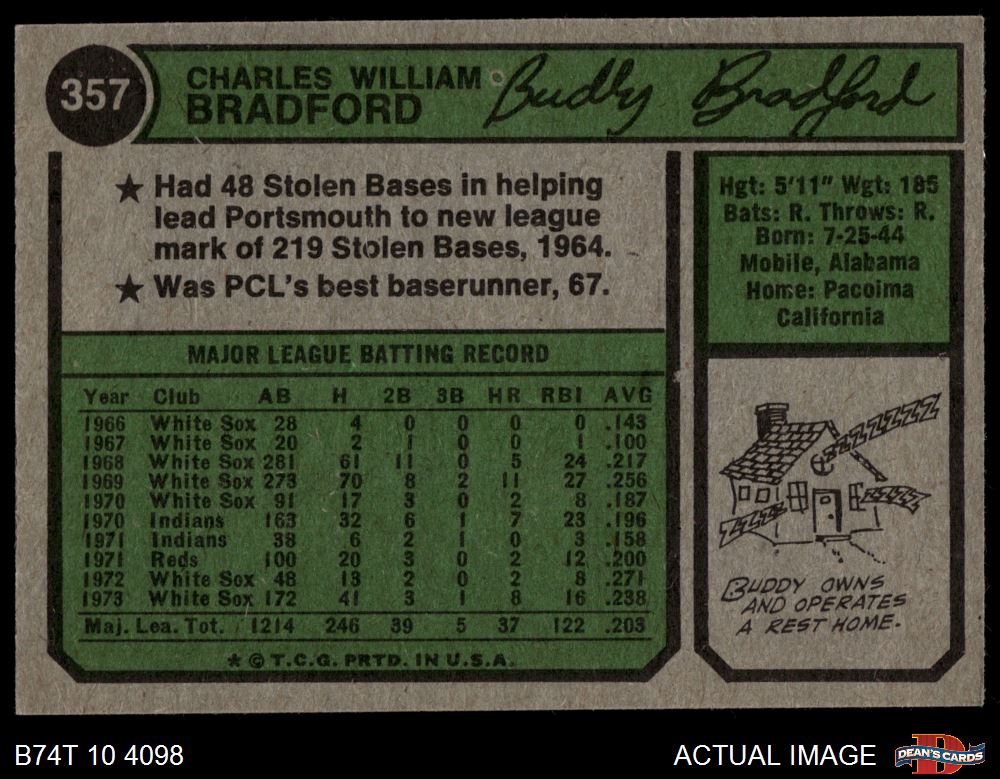 357
CHARLES WILLIAM
BRADFORD
Buddy Bradford
★ Had 48 Stolen Bases in helping
lead Portsmouth to new league
mark of 219 Stolen Bases, 1964.
★ Was PCL's best baserunner, 67.
Hgt: 5'11" Wgt: 185
Bats: R. Throws: R.
Born: 7-25-44
Mobile, Alabama
Home: Pacoima
California
MAJOR LEAGUE BATTING RECORD
Year Club AB H 2B 3B HR RBI AVG
1966 White Sox 28 4 0 0 0 0 .143
1967 White Sox 20 2 1 0 0 1 .100
1968 White Sox 281 61 11 0 5 24 .217
1969 White Sox 273 70 8 2 11 27 .256
1970 White Sox 91 17 3 0 2 8 .187
1970 Indians 163 32 6 1 7 23 .196
1971 Indians 38 6 2 1 0 3 .158
1971 Reds 100 20 3 0 2 12 .200
1972 White Sox 48 13 2 0 2 8 .271
1973 White Sox 172 41 3 1 8 16 .238
Maj. Lea. Tot. 1214 246 39 5 37 122 .203
* © T.C.G. PRTD. IN U.S.A.
ZZZZZZZ
ZZZZZ
ZZZZ
BUDDY OWNS
AND OPERATES
A REST HOME.
B74T 10 4098
ACTUAL IMAGE
DEAN'S CARDS